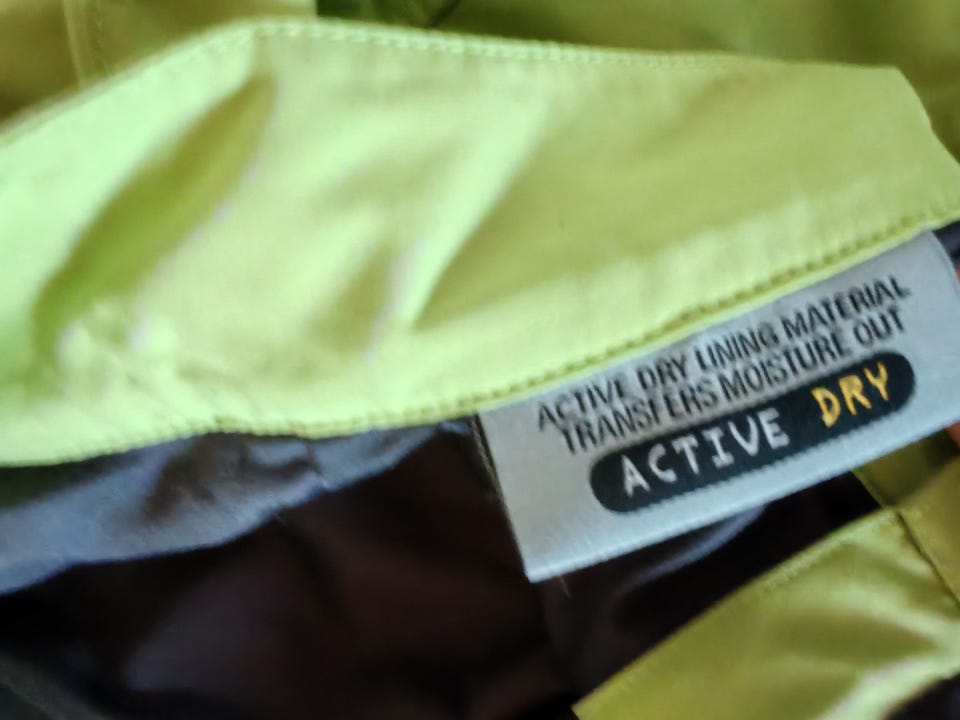 ACTIVE DRY LINING MATERIAL
TRANSFERS MOISTURE OUT
ACTIVE DRY